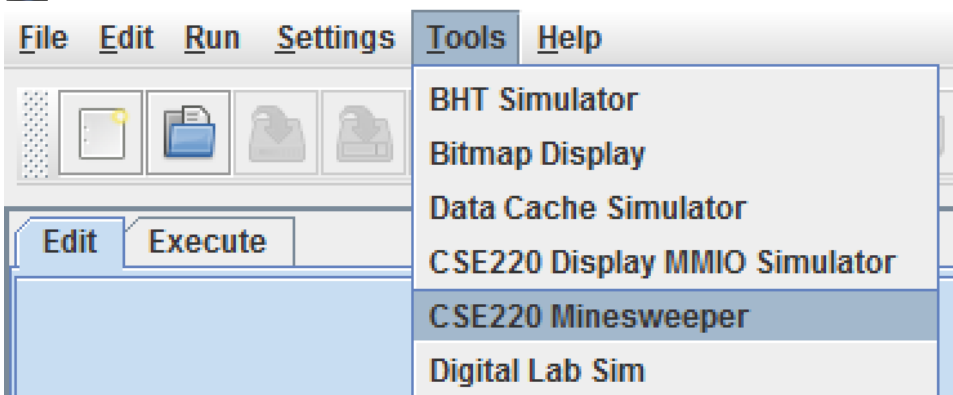 File Edit Run Settings Tools Help
BHT Simulator
Bitmap Display
Data Cache Simulator
Edit Execute
CSE220 Display MMIO Simulator
CSE220 Minesweeper
Digital Lab Sim